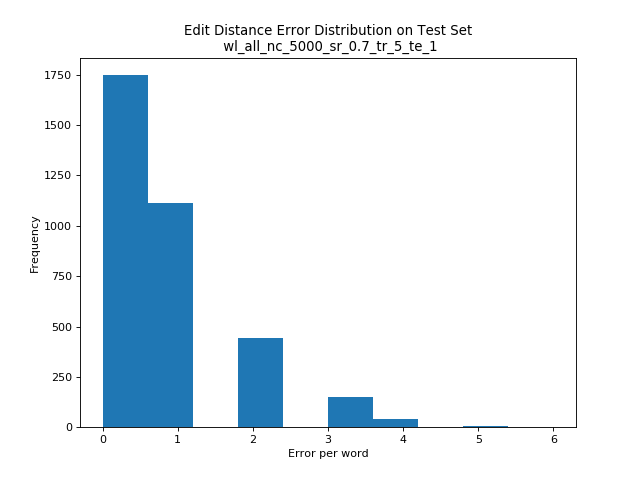 Edit Distance Error Distribution on Test Set
wl_all_nc_5000_sr_0.7_tr_5_te_1
1750
1500
1250
1000
750
500
250
0
Frequency
0 1 2 3 4 5 6
Error per word